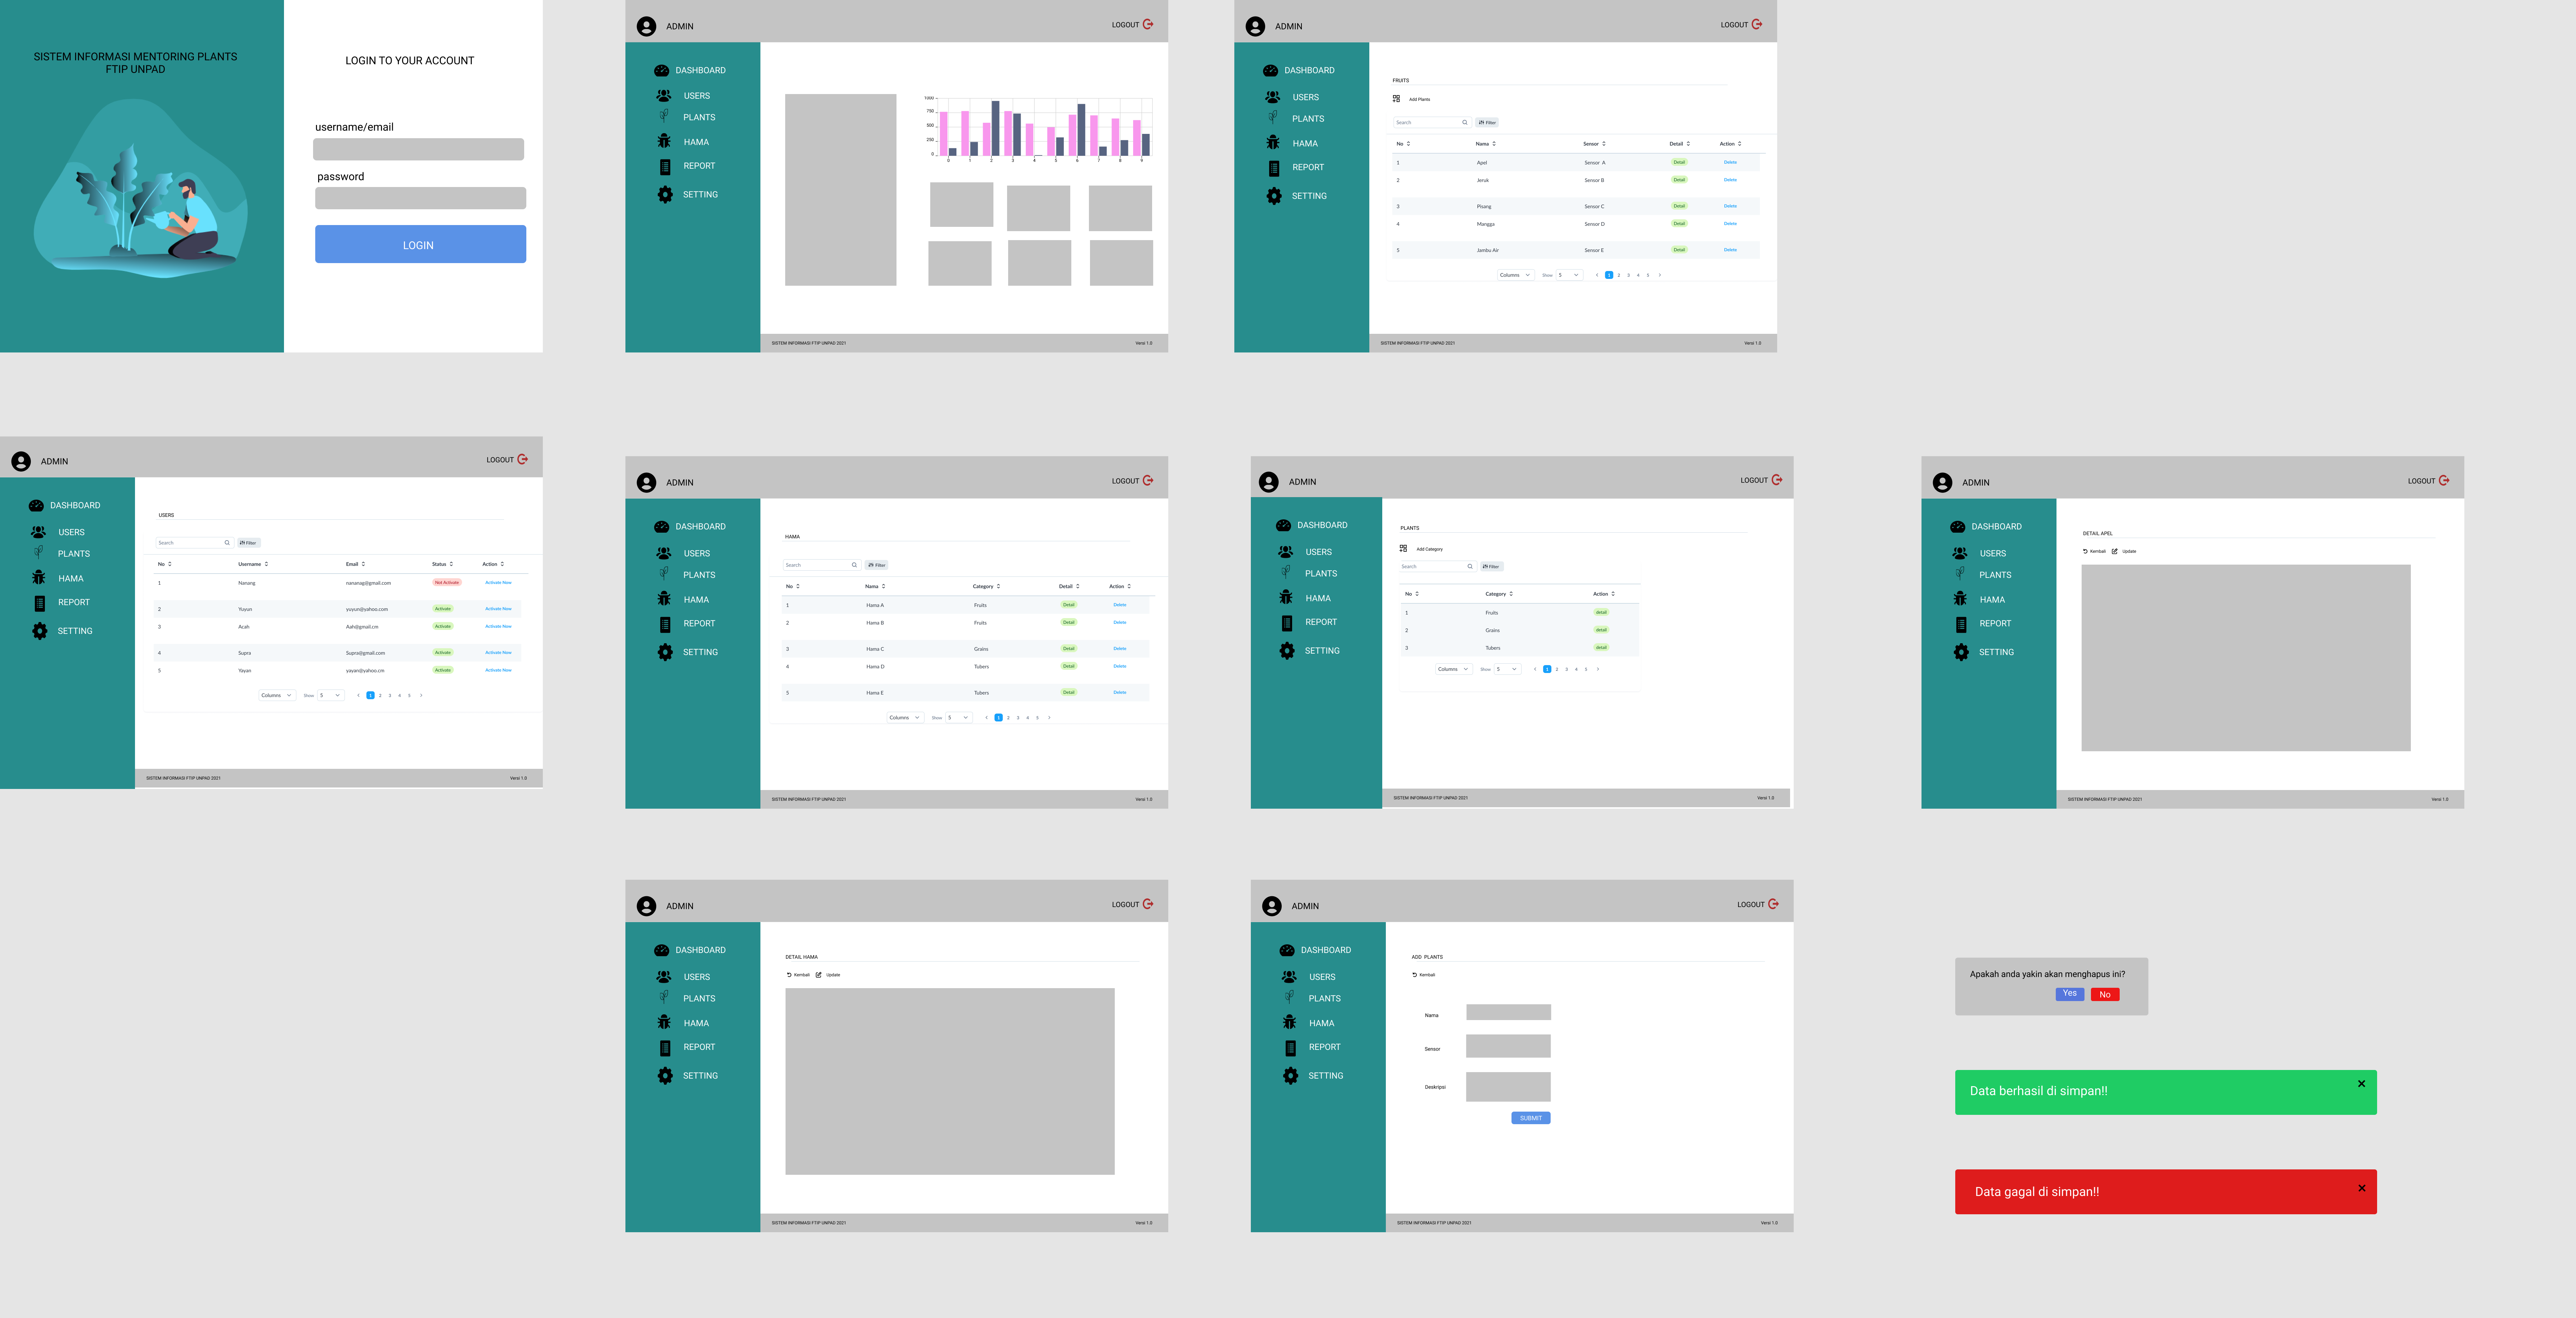 SISTEM INFORMASI MENTORING PLANTS
FTIP UNPAD
LOGIN TO YOUR ACCOUNT
username/email
password
LOGIN
ADMIN
LOGOUT
DASHBOARD
USERS
PLANTS
HAMA
REPORT
SETTING
1000
750
500
250
0
0 1 2 3 4 5 6 7 8 9
SISTEM INFORMASI FTIP UNPAD 2021
Versi 1.0
ADMIN
LOGOUT
DASHBOARD
USERS
PLANTS
HAMA
REPORT
SETTING
FRUITS
Add Plants
Search
Filter
No Nama Sensor Detail Action
1 Apel Sensor A Detail Delete
2 Jeruk Sensor B Detail Delete
3 Pisang Sensor C Detail Delete
4 Mangga Sensor D Detail Delete
5 Jambu Air Sensor E Detail Delete
Columns Show 5 1 2 3 4 5
SISTEM INFORMASI FTIP UNPAD 2021
Versi 1.0
ADMIN
LOGOUT
DASHBOARD
USERS
PLANTS
HAMA
REPORT
SETTING
USERS
Search
Filter
No Username Email Status Action
1 Nanang nananag@gmail.com Not Activate Activate Now
2 Yuyun yuyun@yahoo.com Activate Activate Now
3 Acah Aah@gmail.cm Activate Activate Now
4 Supra Supra@gmail.com Activate Activate Now
5 Yayan yayan@yahoo.cm Activate Activate Now
Columns Show 5 1 2 3 4 5
SISTEM INFORMASI FTIP UNPAD 2021
Versi 1.0
ADMIN
LOGOUT
DASHBOARD
USERS
PLANTS
HAMA
REPORT
SETTING
HAMA
Search
Filter
No Nama Category Detail Action
1 Hama A Fruits Detail Delete
2 Hama B Fruits Detail Delete
3 Hama C Grains Detail Delete
4 Hama D Tubers Detail Delete
5 Hama E Tubers Detail Delete
Columns Show 5 1 2 3 4 5
SISTEM INFORMASI FTIP UNPAD 2021
Versi 1.0
ADMIN
LOGOUT
DASHBOARD
USERS
PLANTS
HAMA
REPORT
SETTING
PLANTS
Add Category
Search
Filter
No Category Action
1 Fruits detail
2 Grains detail
3 Tubers detail
Columns Show 5 1 2 3 4 5
SISTEM INFORMASI FTIP UNPAD 2021
Versi 1.0
ADMIN
LOGOUT
DASHBOARD
USERS
PLANTS
HAMA
REPORT
SETTING
DETAIL APEL
Kembali Update
SISTEM INFORMASI FTIP UNPAD 2021
Versi 1.0
ADMIN
LOGOUT
DASHBOARD
USERS
PLANTS
HAMA
REPORT
SETTING
DETAIL HAMA
Kembali Update
SISTEM INFORMASI FTIP UNPAD 2021
Versi 1.0
ADMIN
LOGOUT
DASHBOARD
USERS
PLANTS
HAMA
REPORT
SETTING
ADD PLANTS
Kembali
Nama
Sensor
Deskripsi
SUBMIT
SISTEM INFORMASI FTIP UNPAD 2021
Versi 1.0
Apakah anda yakin akan menghapus ini?
Yes No
Data berhasil di simpan!!
Data gagal di simpan!!